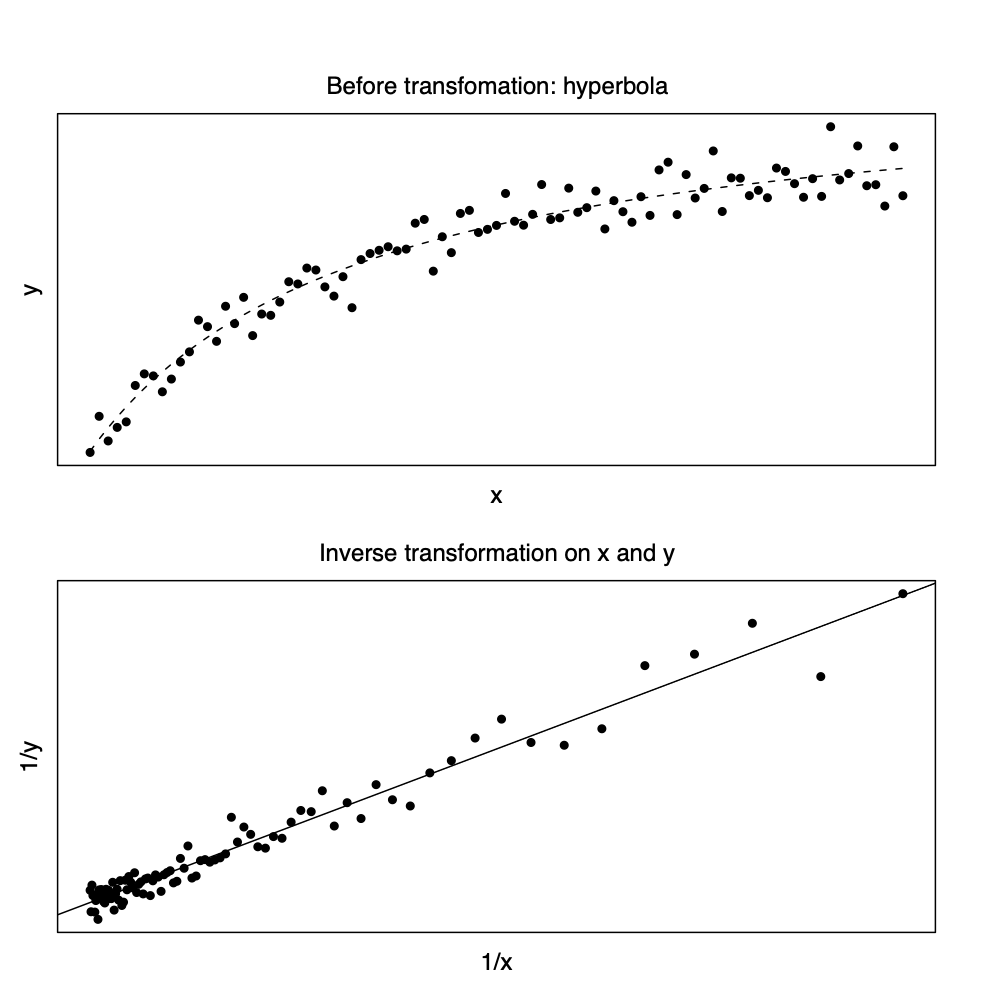 Before transfomation: hyperbola
y
x
Inverse transformation on x and y
1/y
1/x